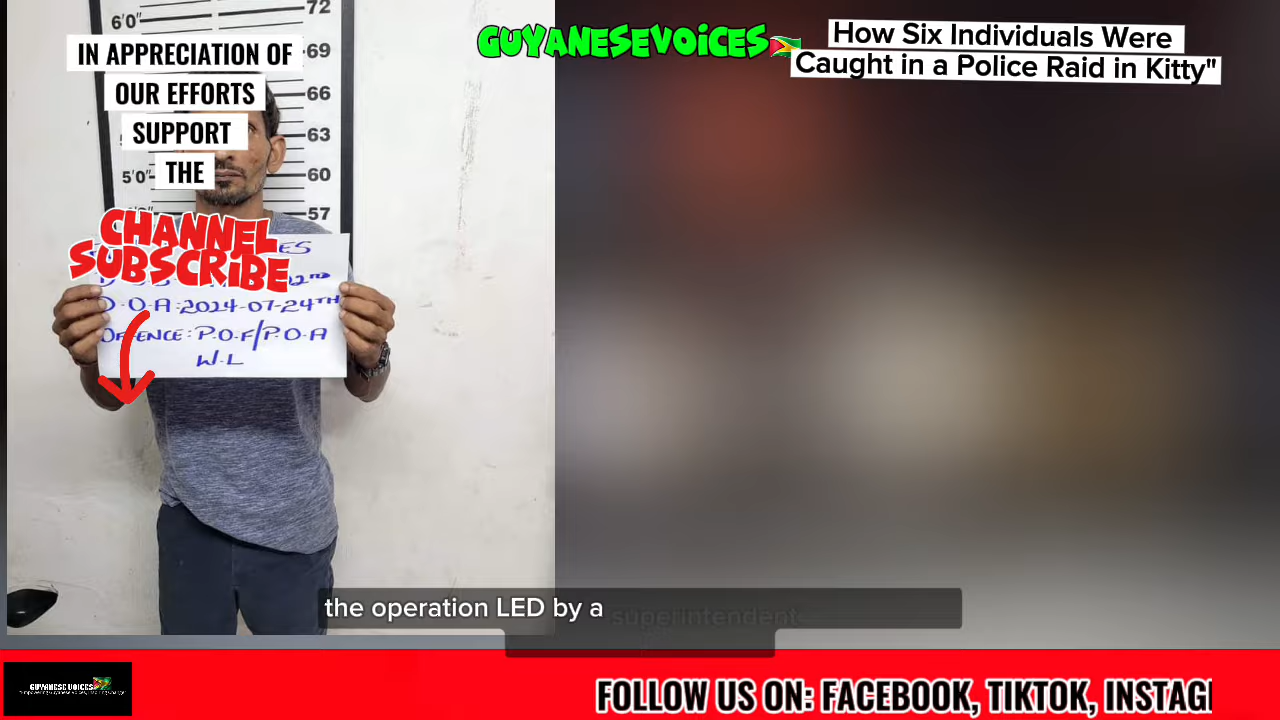 6'0"
72
69
66
63
5'0"
60
57
IN APPRECIATION OF
OUR EFFORTS
SUPPORT
THE
CHANNEL
SUBSCRIBE
D.O.A:2024-07-24TH
OFFENCE: P.O.F/P.O.A
W.L
GUYANESEVOICES
How Six Individuals Were
Caught in a Police Raid in Kitty"
the operation LED by a superintendent
GUYANESE VOICES
FOLLOW US ON: FACEBOOK, TIKTOK, INSTAG